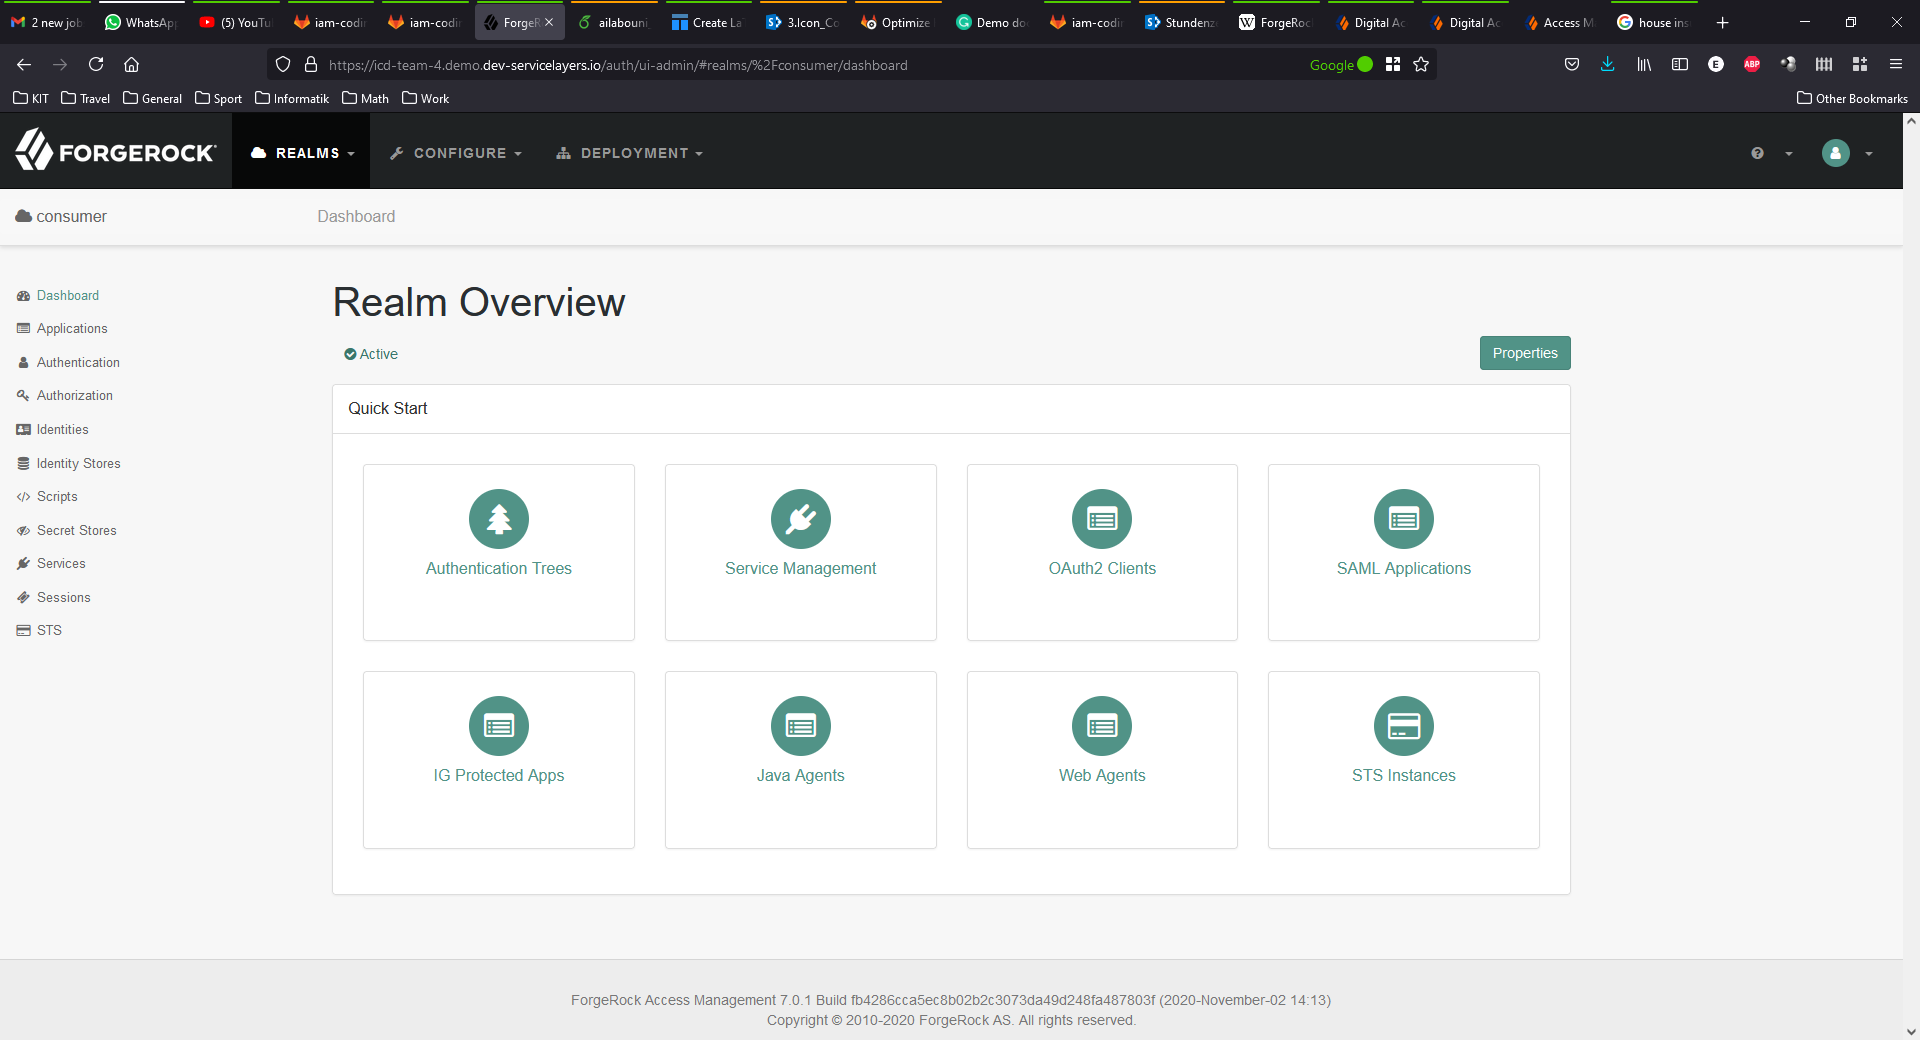 2 new job
WhatsApp
(5) YouTu
iam-codin
iam-codin
ForgeR
ailabouni
Create La
3.Icon_Co
Optimize
Demo do
iam-codin
Stundenz
ForgeRoc
Digital Ac
Digital Ac
Access M
house ins
https://icd-team-4.demo.dev-servicelayers.io/auth/ui-admin/#realms/%2Fconsumer/dashboard
Google
E
ABP
KIT
Travel
General
Sport
Informatik
Math
Work
Other Bookmarks
FORGEROCK
REALMS
CONFIGURE
DEPLOYMENT
consumer
Dashboard
Dashboard
Applications
Authentication
Authorization
Identities
Identity Stores
Scripts
Secret Stores
Services
Sessions
STS
Realm Overview
Active
Properties
Quick Start
Authentication Trees
Service Management
OAuth2 Clients
SAML Applications
IG Protected Apps
Java Agents
Web Agents
STS Instances
ForgeRock Access Management 7.0.1 Build fb4286cca5ec8b02b2c3073da49d248fa487803f (2020-November-02 14:13)
Copyright © 2010-2020 ForgeRock AS. All rights reserved.